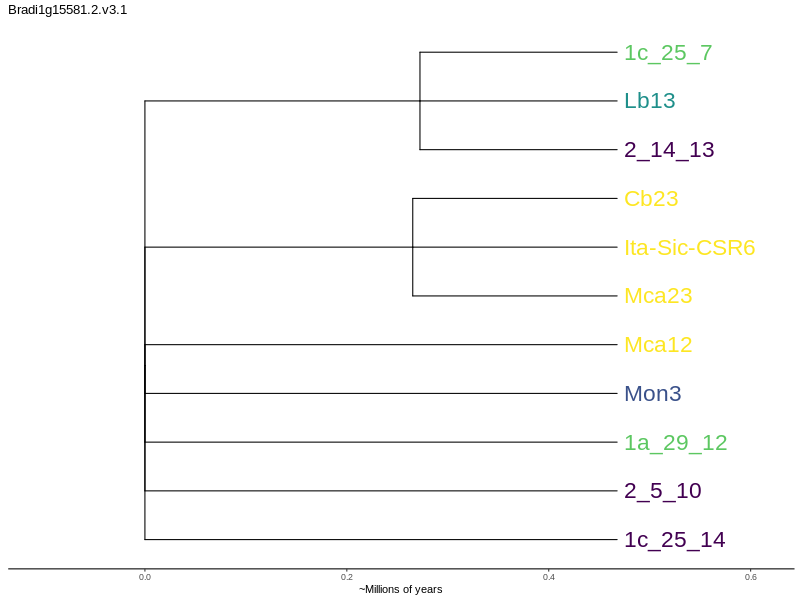 Bradi1g15581.2.v3.1
1c_25_7
Lb13
2_14_13
Cb23
Ita-Sic-CSR6
Mca23
Mca12
Mon3
1a_29_12
2_5_10
1c_25_14
0.0 0.2 0.4 0.6
~Millions of years